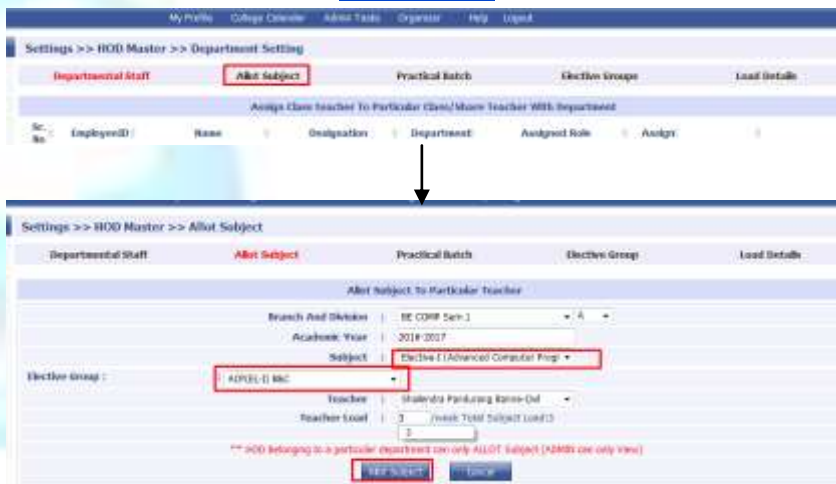 My Profile College Calendar Admin Tasks Organizer Help Logout
Settings >> HOD Master >> Department Setting
Departmental Staff Allot Subject Practical Batch Elective Groups Load Details
Assign Class teacher To Particular Class/Share Teacher With Department
Sr. No EmployeeID Name Designation Department Assigned Role Assign
Settings >> HOD Master >> Allot Subject
Departmental Staff Allot Subject Practical Batch Elective Group Load Details
Allot Subject To Particular Teacher
Branch And Division : BE COMP Sem 1 A
Academic Year : 2016-2017
Subject : Elective-I (Advanced Computer Progr
Elective Group : : ACP(EL-I) B&C
Teacher : Shailendra Pandurang
Teacher Load : 3 /week Total Subject Load:3
3
*** HOD Belonging to a particular department can only ALLOT Subject (ADMIN can only View)
Allot Subject Cancel